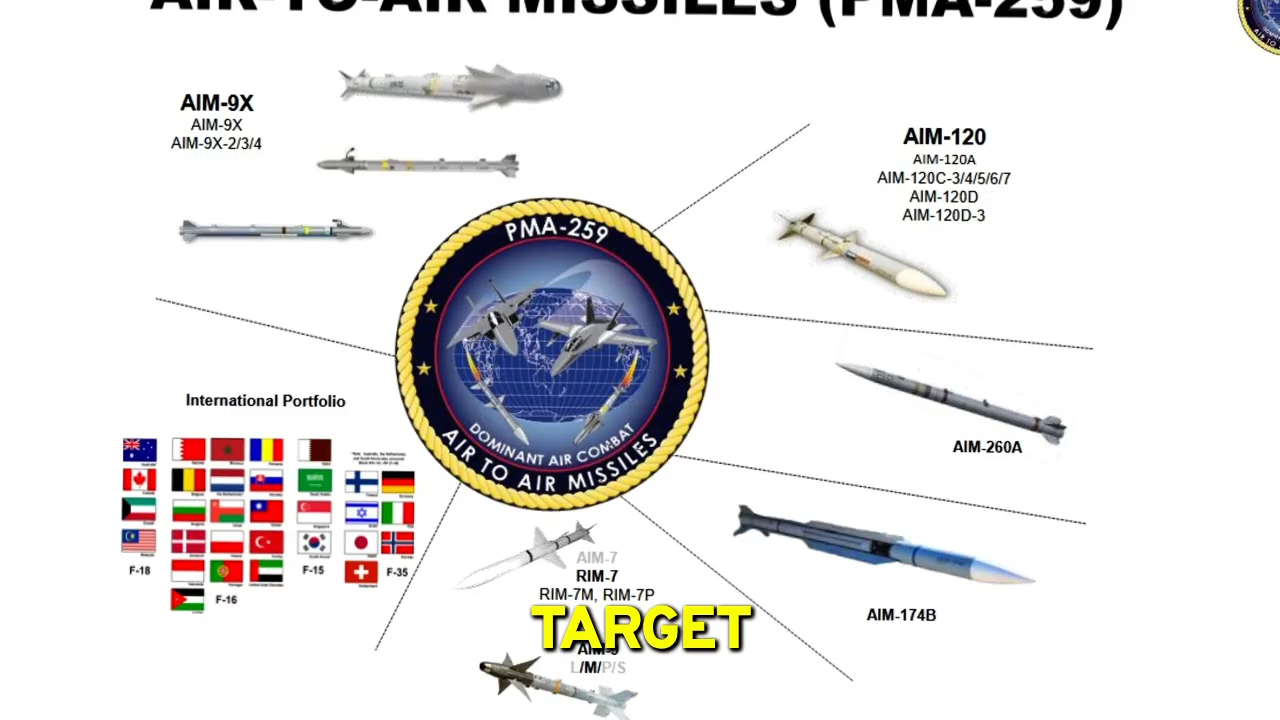 AIR-TO-AIR MISSILES (PMA-259)
AIM-9X
AIM-9X
AIM-9X-2/3/4
AIM-120
AIM-120A
AIM-120C-3/4/5/6/7
AIM-120D
AIM-120D-3
PMA-259
DOMINANT AIR COMBAT
AIR TO AIR MISSILES
AIM-260A
International Portfolio
F-18
F-16
F-15
F-35
AIM-7
RIM-7
RIM-7M, RIM-7P
TARGET
AIM-9
L/M/P/S
AIM-174B